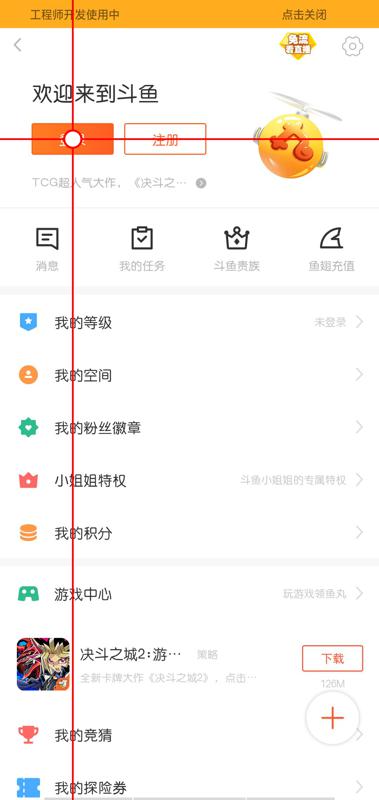 工程师开发使用中 点击关闭
免流
看直播
欢迎来到斗鱼
注册
TCG超人气大作，《决斗之…
消息 我的任务 斗鱼贵族 鱼翅充值
我的等级 未登录
我的空间
我的粉丝徽章
小姐姐特权 斗鱼小姐姐的专属特权
我的积分
游戏中心 玩游戏领鱼丸
决斗之城2:游… 策略 下载
全新卡牌大作《决斗之城2》，点击…
126M
我的竞猜
我的探险券